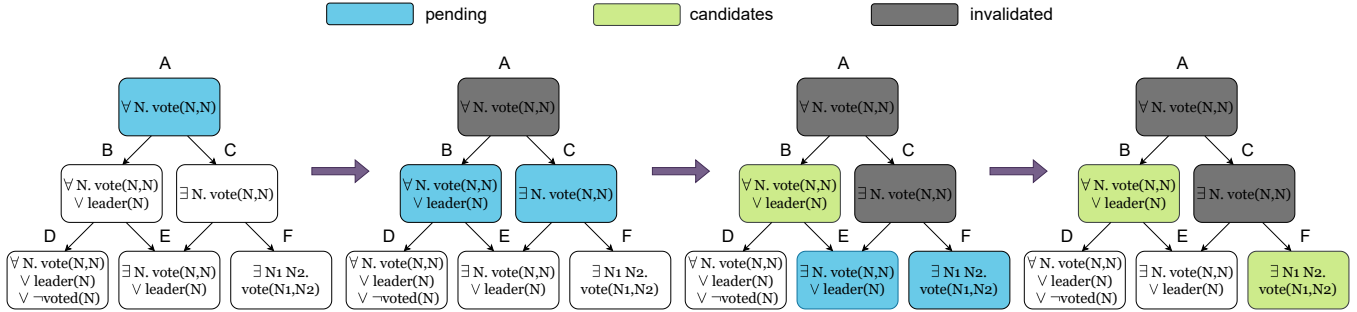 pending
candidates
invalidated
A
∀ N. vote(N,N)
B
C
∀ N. vote(N,N)
∨ leader(N)
∃ N. vote(N,N)
D
E
F
∀ N. vote(N,N)
∨ leader(N)
∨ ¬voted(N)
∃ N. vote(N,N)
∨ leader(N)
∃ N1 N2.
vote(N1,N2)
A
∀ N. vote(N,N)
B
C
∀ N. vote(N,N)
∨ leader(N)
∃ N. vote(N,N)
D
E
F
∀ N. vote(N,N)
∨ leader(N)
∨ ¬voted(N)
∃ N. vote(N,N)
∨ leader(N)
∃ N1 N2.
vote(N1,N2)
A
∀ N. vote(N,N)
B
C
∀ N. vote(N,N)
∨ leader(N)
∃ N. vote(N,N)
D
E
F
∀ N. vote(N,N)
∨ leader(N)
∨ ¬voted(N)
∃ N. vote(N,N)
∨ leader(N)
∃ N1 N2.
vote(N1,N2)
A
∀ N. vote(N,N)
B
C
∀ N. vote(N,N)
∨ leader(N)
∃ N. vote(N,N)
D
E
F
∀ N. vote(N,N)
∨ leader(N)
∨ ¬voted(N)
∃ N. vote(N,N)
∨ leader(N)
∃ N1 N2.
vote(N1,N2)